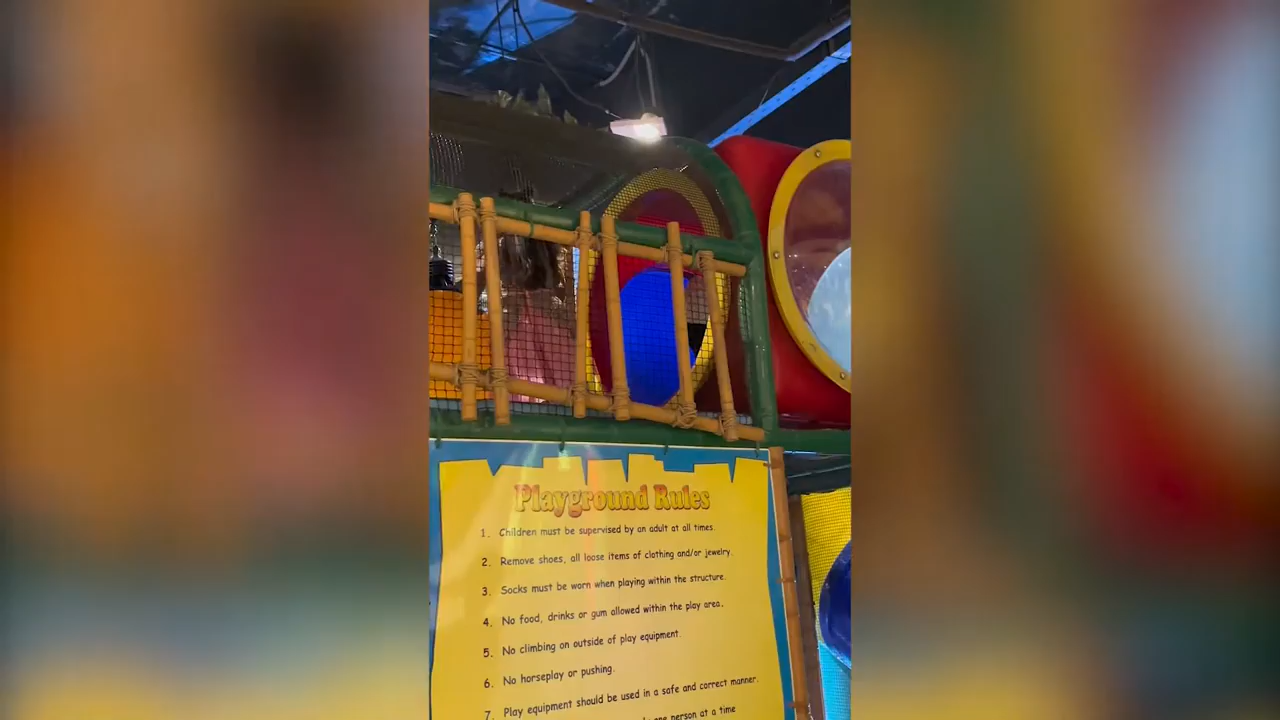 Playground Rules
1. Children must be supervised by an adult at all times.
2. Remove shoes, all loose items of clothing and/or jewelry.
3. Socks must be worn when playing within the structure.
4. No food, drinks or gum allowed within the play area.
5. No climbing on outside of play equipment.
6. No horseplay or pushing.
7. Play equipment should be used in a safe and correct manner.
one person at a time